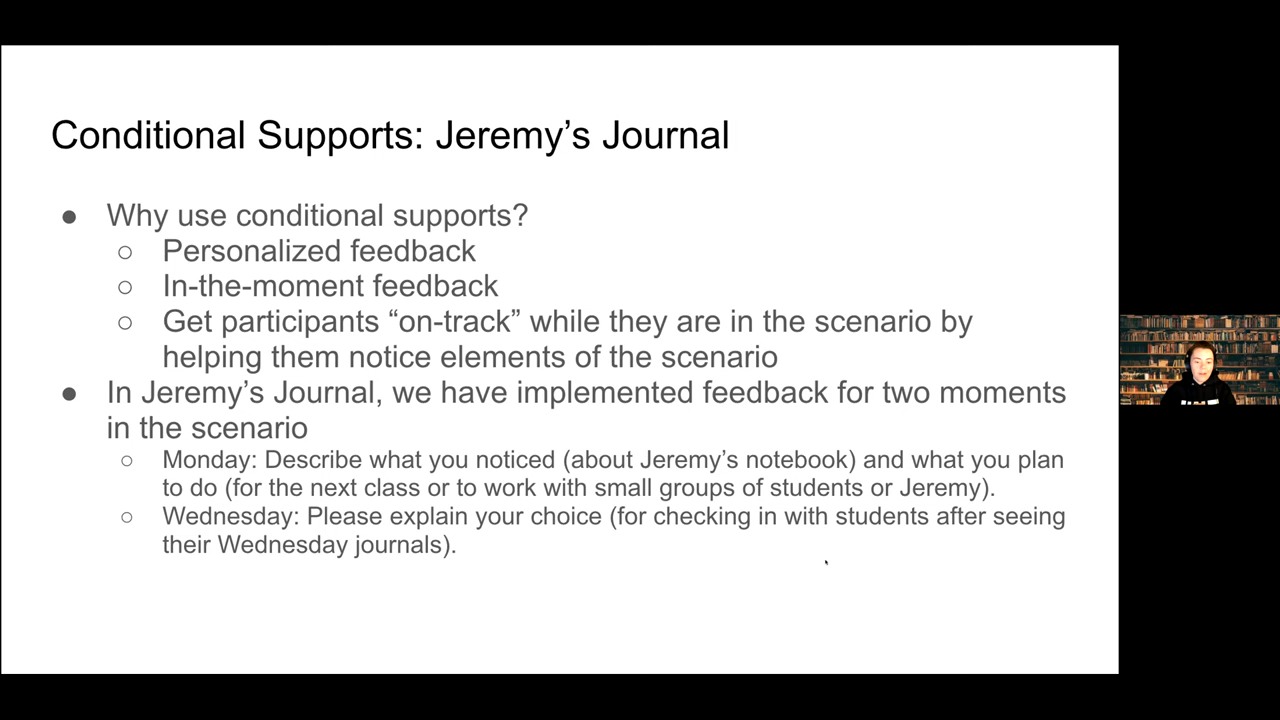 Conditional Supports: Jeremy’s Journal
● Why use conditional supports?
○ Personalized feedback
○ In-the-moment feedback
○ Get participants “on-track” while they are in the scenario by
helping them notice elements of the scenario
● In Jeremy’s Journal, we have implemented feedback for two moments
in the scenario
○ Monday: Describe what you noticed (about Jeremy’s notebook) and what you plan
to do (for the next class or to work with small groups of students or Jeremy).
○ Wednesday: Please explain your choice (for checking in with students after seeing
their Wednesday journals).